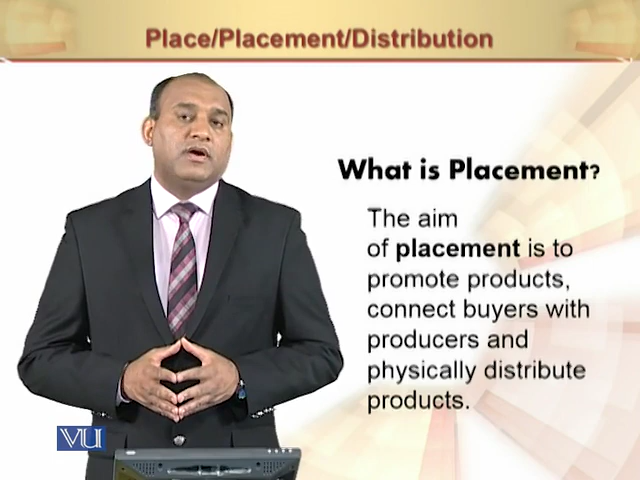 Place/Placement/Distribution
What is Placement?
The aim
of placement is to
promote products,
connect buyers with
producers and
physically distribute
products.
VU